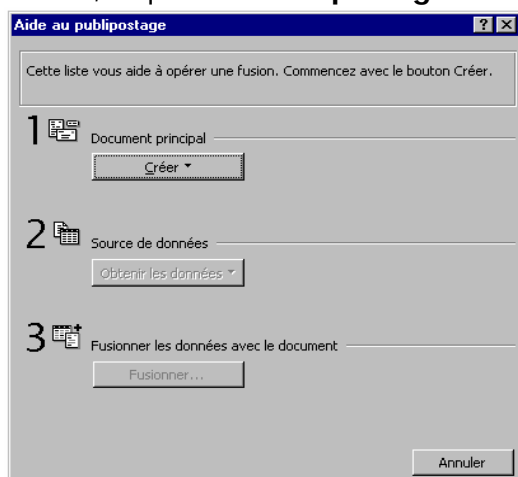 Aide au publipostage
Cette liste vous aide à opérer une fusion. Commencez avec le bouton Créer.
1
Document principal
Créer
2
Source de données
Obtenir les données
3
Fusionner les données avec le document
Fusionner...
Annuler